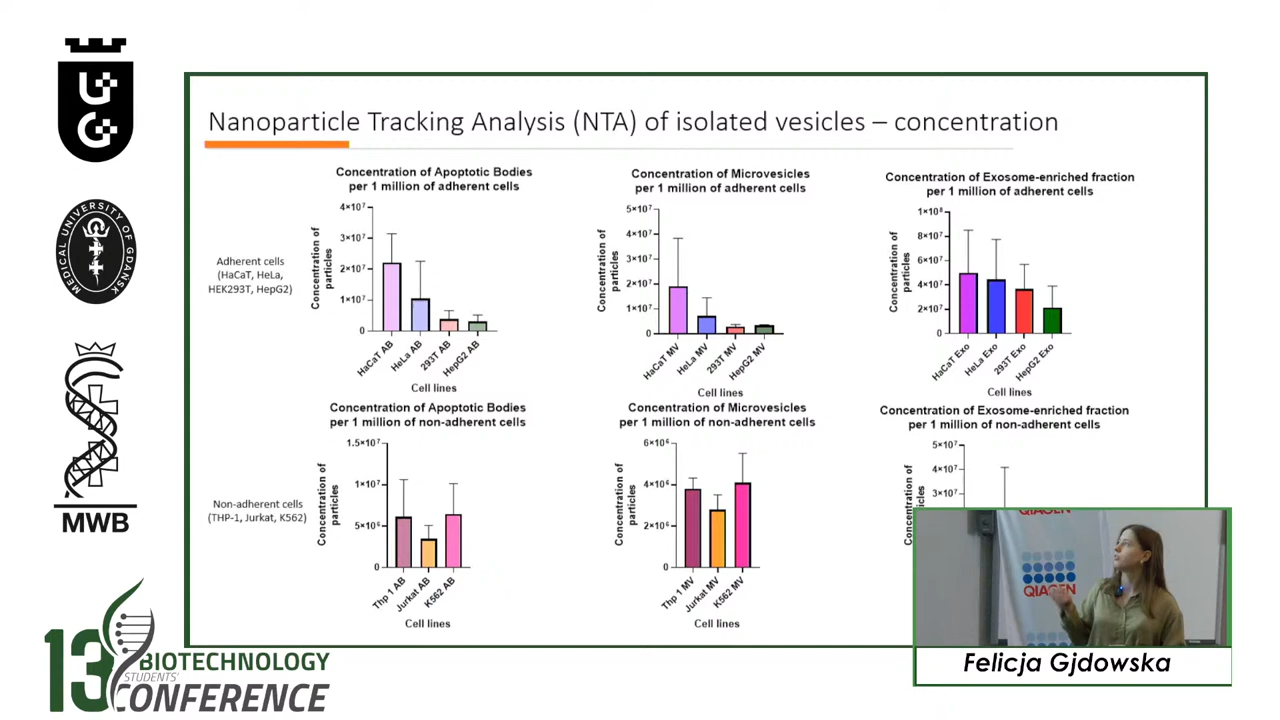 UG
MEDICAL UNIVERSITY OF GDAŃSK
MWB
13 BIOTECHNOLOGY
STUDENTS'
CONFERENCE
Nanoparticle Tracking Analysis (NTA) of isolated vesicles – concentration
Adherent cells
(HaCaT, HeLa,
HEK293T, HepG2)
Concentration of Apoptotic Bodies
per 1 million of adherent cells
Concentration of
particles
4×10⁷
3×10⁷
2×10⁷
1×10⁷
0
HaCaT AB
HeLa AB
293T AB
HepG2 AB
Cell lines
Concentration of Microvesicles
per 1 million of adherent cells
Concentration of
particles
5×10⁷
4×10⁷
3×10⁷
2×10⁷
1×10⁷
0
HaCaT MV
HeLa MV
293T MV
HepG2 MV
Cell lines
Concentration of Exosome-enriched fraction
per 1 million of adherent cells
Concentration of
particles
1×10⁸
8×10⁷
6×10⁷
4×10⁷
2×10⁷
0
HaCaT Exo
HeLa Exo
293T Exo
HepG2 Exo
Cell lines
Non-adherent cells
(THP-1, Jurkat, K562)
Concentration of Apoptotic Bodies
per 1 million of non-adherent cells
Concentration of
particles
1.5×10⁷
1×10⁷
5×10⁶
0
Thp 1 AB
Jurkat AB
K562 AB
Cell lines
Concentration of Microvesicles
per 1 million of non-adherent cells
Concentration of
particles
6×10⁶
4×10⁶
2×10⁶
0
Thp 1 MV
Jurkat MV
K562 MV
Cell lines
Concentration of Exosome-enriched fraction
per 1 million of non-adherent cells
5×10⁷
4×10⁷
3×10⁷
QIAGEN
QIAGEN
Felicja Gjdowska